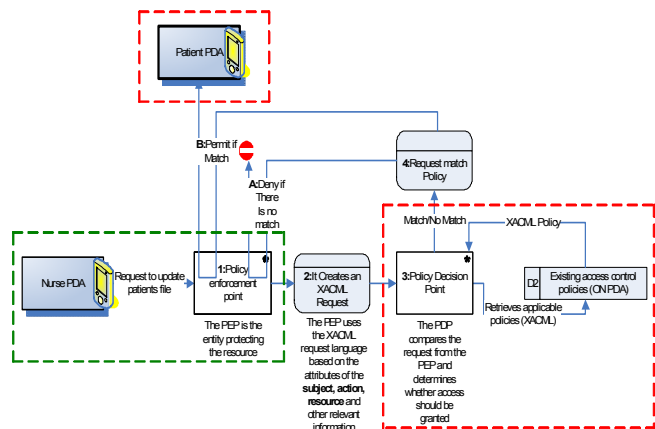 Patient PDA
B:Permit if
Match
A:Deny if
There
Is no
match
4:Request match
Policy
Match/No Match
XACML Policy
Nurse PDA
Request to update
patients file
1:Policy
enforcement
point
*
2:It Creates an
XACML
Request
3:Policy Decision
Point
*
D2
Existing access control
policies (ON PDA)
Retrieves applicable
policies (XACML)
The PEP is the
entity protecting
the resource
The PEP uses
the XACML
request language
based on the
attributes of the
subject, action,
resource and
other relevant
information
The PDP
compares the
request from the
PEP and
determines
whether access
should be
granted